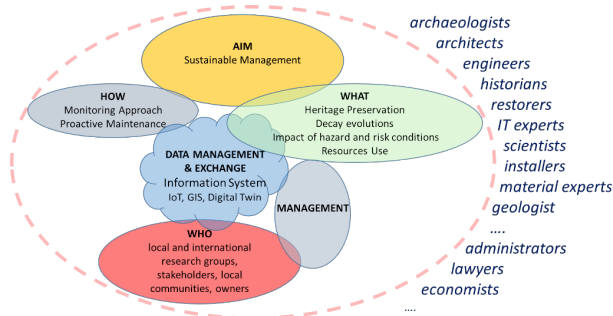 AIM
Sustainable Management
HOW
Monitoring Approach
Proactive Maintenance
WHAT
Heritage Preservation
Decay evolutions
Impact of hazard and risk conditions
Resources Use
DATA MANAGEMENT
& EXCHANGE
Information System
IoT, GIS, Digital Twin
MANAGEMENT
WHO
local and international
research groups,
stakeholders, local
communities, owners
archaeologists
architects
engineers
historians
restorers
IT experts
scientists
installers
material experts
geologist
....
administrators
lawyers
economists
....